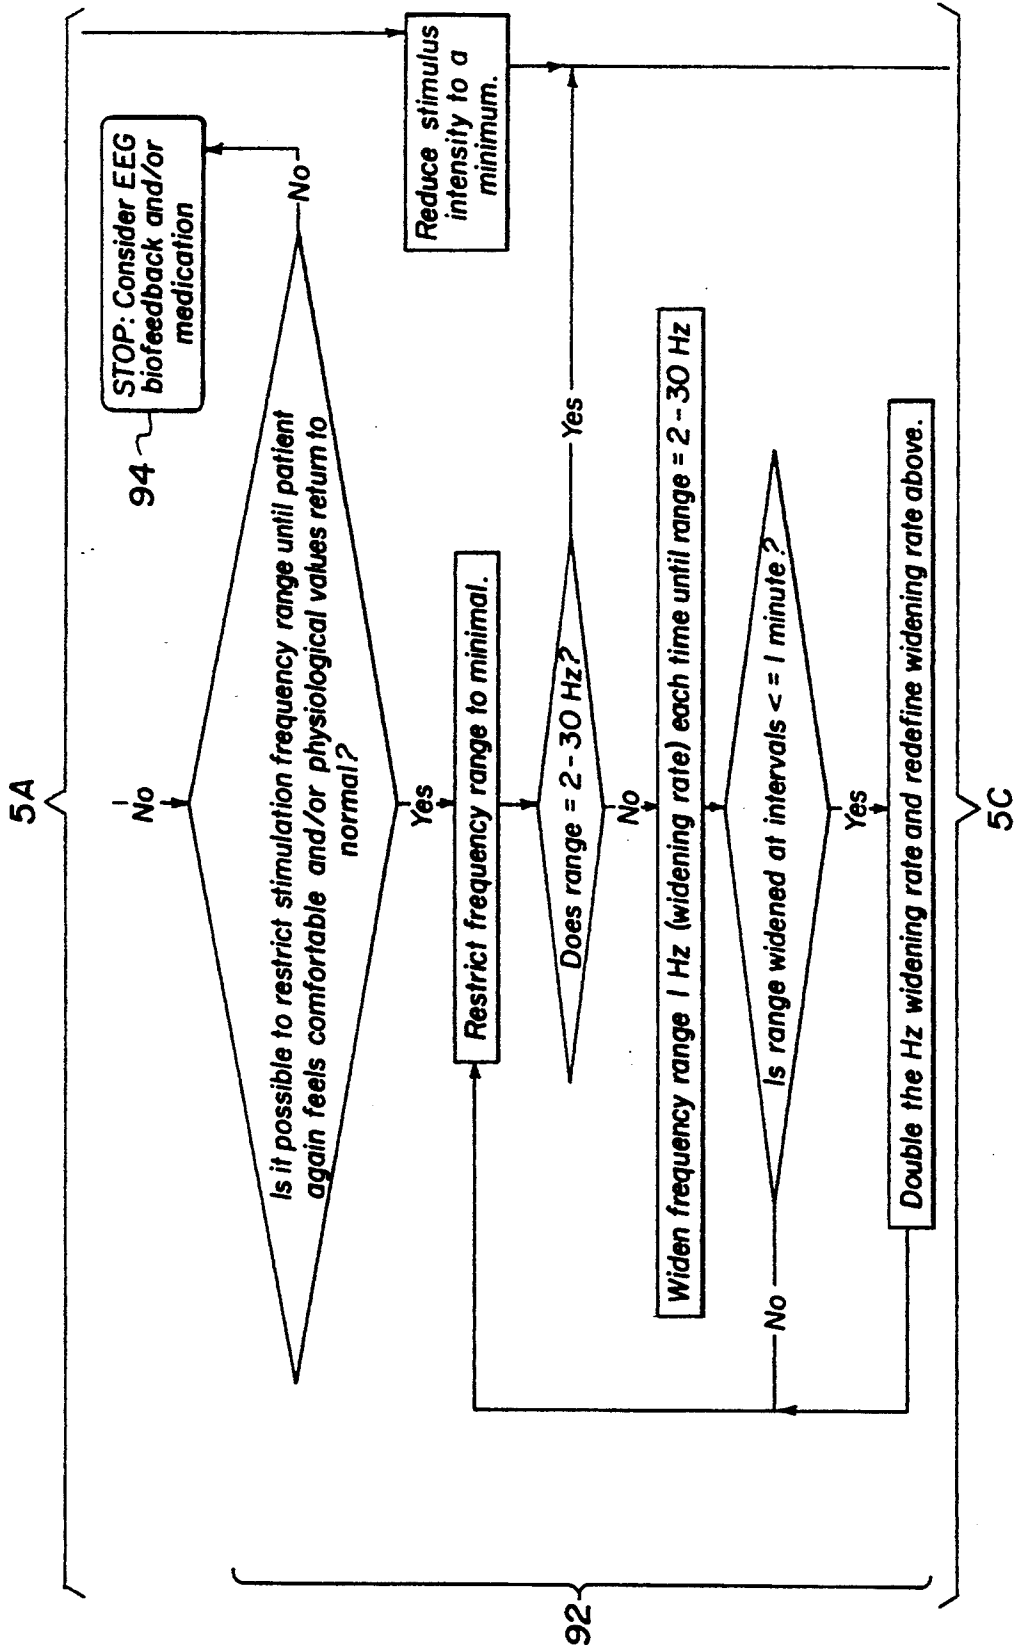 5A
No
STOP: Consider EEG
biofeedback and/or
medication
94
Is it possible to restrict stimulation frequency range until patient
again feels comfortable and/or physiological values return to
normal?
No
Yes
Reduce stimulus
intensity to a
minimum.
Restrict frequency range to minimal.
Does range = 2-30 Hz?
Yes
No
Widen frequency range 1 Hz (widening rate) each time until range = 2-30 Hz
Is range widened at intervals < = 1 minute?
No
Yes
Double the Hz widening rate and redefine widening rate above.
92
5C